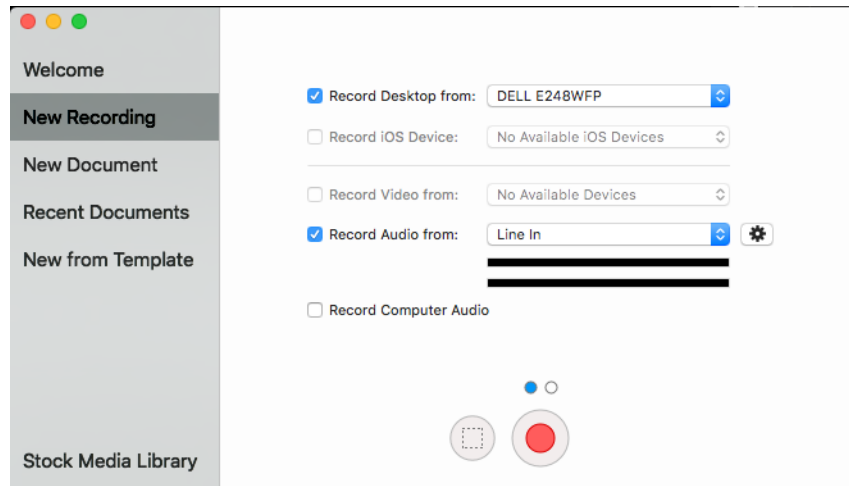 Welcome
New Recording
New Document
Recent Documents
New from Template
Stock Media Library
Record Desktop from: DELL E248WFP
Record iOS Device: No Available iOS Devices
Record Video from: No Available Devices
Record Audio from: Line In
Record Computer Audio